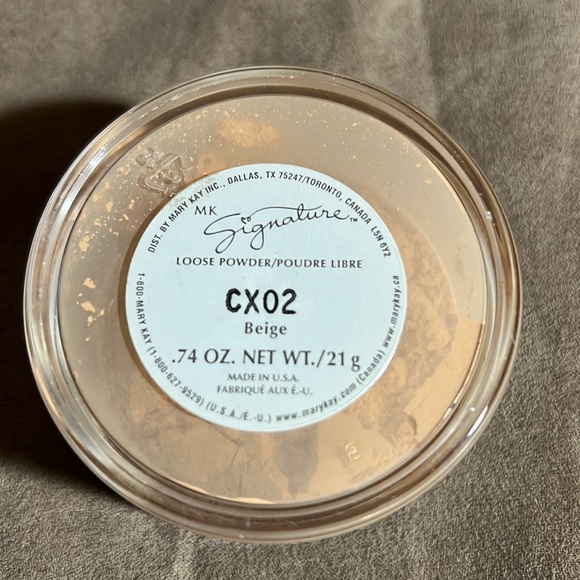 DIST. BY MARY KAY INC., DALLAS, TX 75247/TORONTO, CANADA L5N 6Y2
MK
Signature™
LOOSE POWDER/POUDRE LIBRE
CX02
Beige
.74 OZ. NET WT./21 g
MADE IN U.S.A.
FABRIQUÉ AUX É.-U.
1-800-MARY KAY (1-800-627-9529) (U.S.A./É.-U.) www.marykay.com (Canada) www.marykay.ca